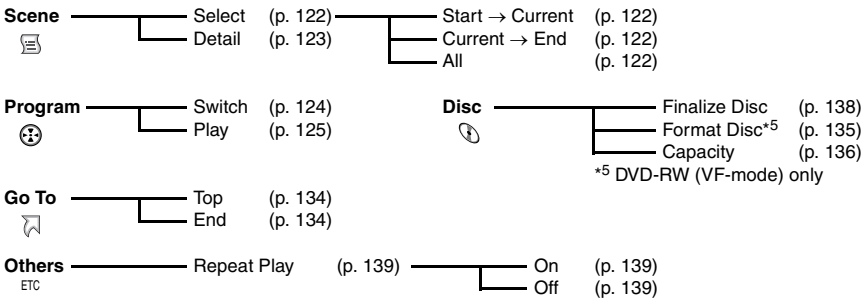 Scene Select (p. 122) Start → Current (p. 122)
Detail (p. 123) Current → End (p. 122)
All (p. 122)
Program Switch (p. 124) Disc Finalize Disc (p. 138)
Play (p. 125) Format Disc*5 (p. 135)
Capacity (p. 136)
*5 DVD-RW (VF-mode) only
Go To Top (p. 134)
End (p. 134)
Others Repeat Play (p. 139) On (p. 139)
ETC Off (p. 139)